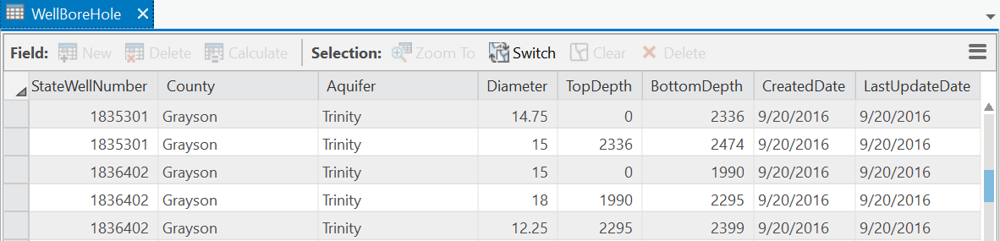 WellBoreHole ×
Field: New Delete Calculate Selection: Zoom To Switch Clear Delete
StateWellNumber County Aquifer Diameter TopDepth BottomDepth CreatedDate LastUpdateDate
1835301 Grayson Trinity 14.75 0 2336 9/20/2016 9/20/2016
1835301 Grayson Trinity 15 2336 2474 9/20/2016 9/20/2016
1836402 Grayson Trinity 15 0 1990 9/20/2016 9/20/2016
1836402 Grayson Trinity 18 1990 2295 9/20/2016 9/20/2016
1836402 Grayson Trinity 12.25 2295 2399 9/20/2016 9/20/2016